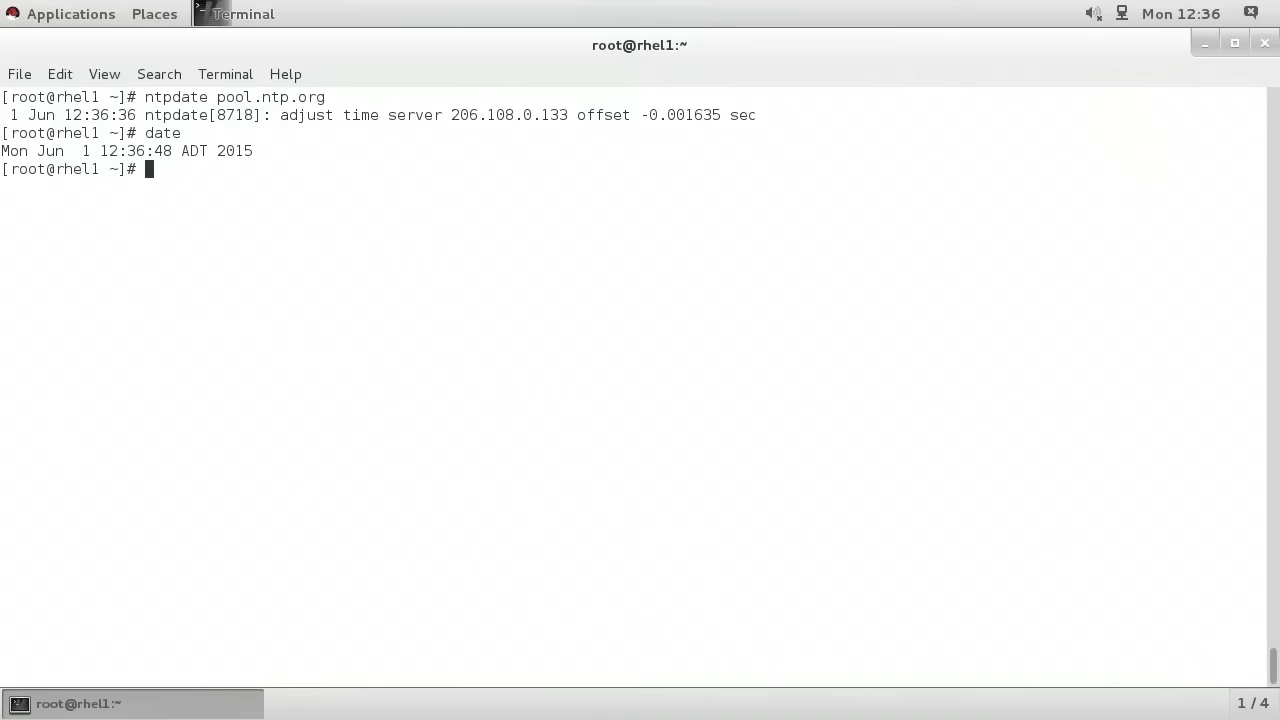 Applications Places Terminal Mon 12:36
root@rhel1:~
File Edit View Search Terminal Help
[root@rhel1 ~]# ntpdate pool.ntp.org
 1 Jun 12:36:36 ntpdate[8718]: adjust time server 206.108.0.133 offset -0.001635 sec
[root@rhel1 ~]# date
Mon Jun  1 12:36:48 ADT 2015
[root@rhel1 ~]#
root@rhel1:~ 1 / 4